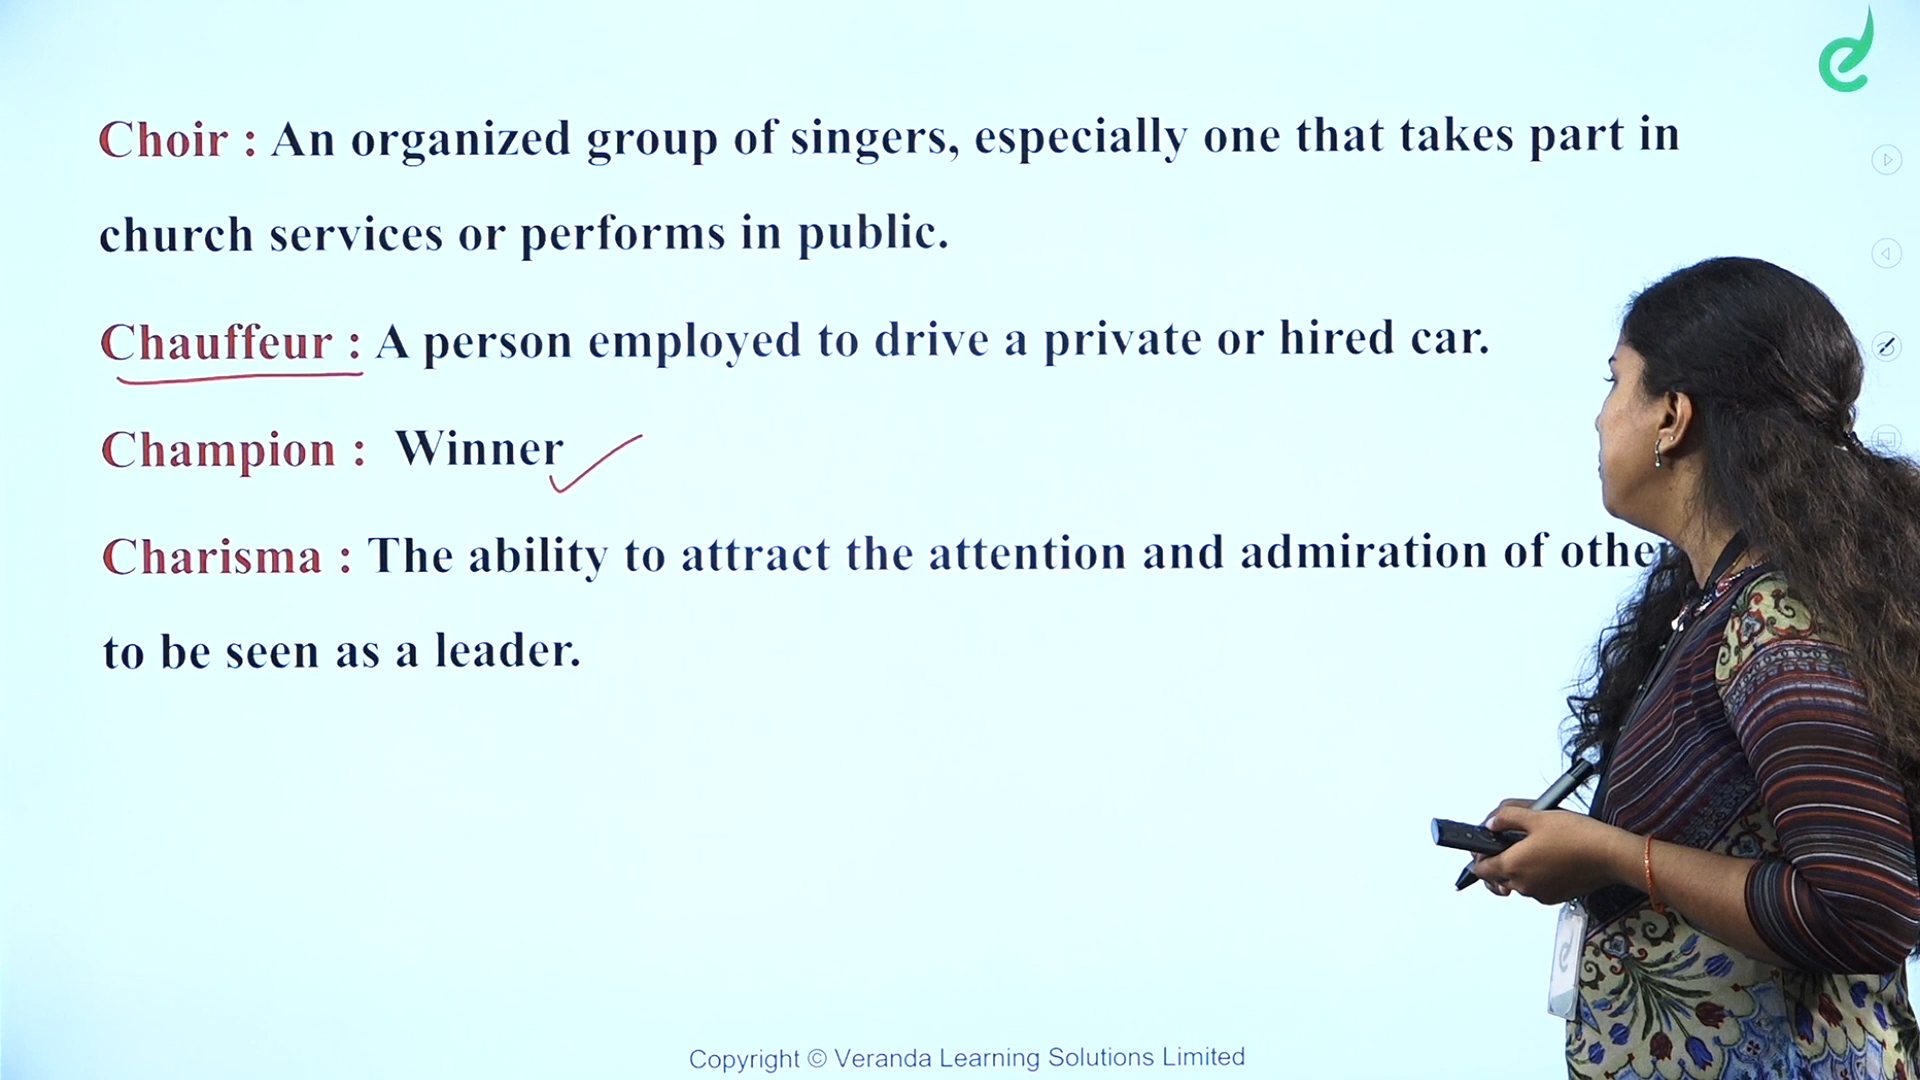 Choir : An organized group of singers, especially one that takes part in
church services or performs in public.
Chauffeur : A person employed to drive a private or hired car.
Champion : Winner
Charisma : The ability to attract the attention and admiration of
to be seen as a leader.
Copyright © Veranda Learning Solutions Limited